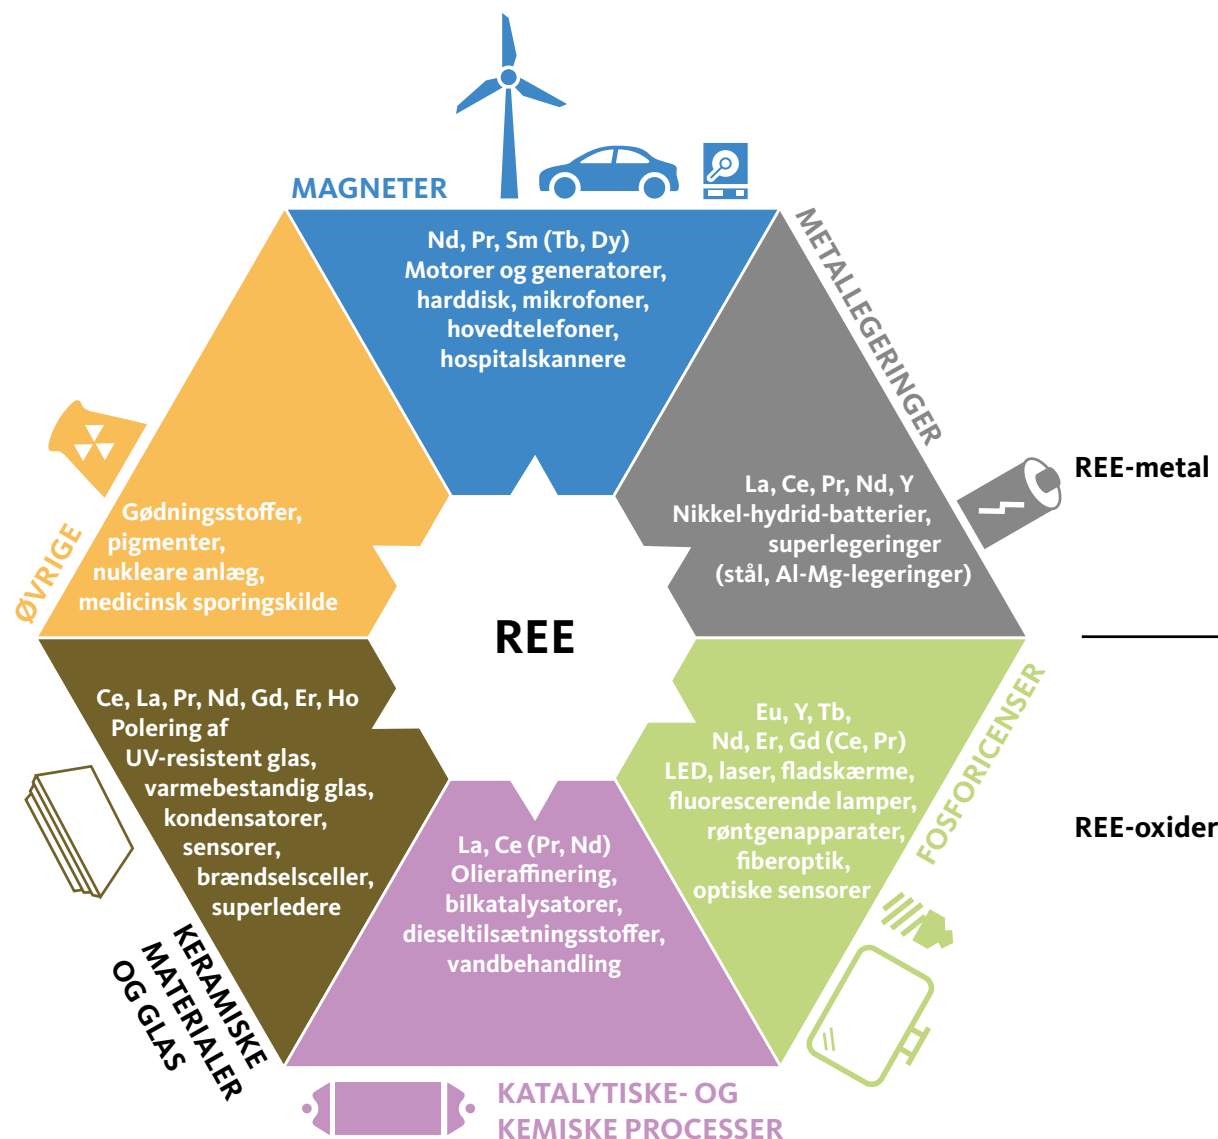 MAGNETER
Nd, Pr, Sm (Tb, Dy)
Motorer og generatorer,
harddisk, mikrofoner,
hovedtelefoner,
hospitalskannere
METALLEGERINGER
La, Ce, Pr, Nd, Y
Nikkel-hydrid-batterier,
superlegeringer
(stål, Al-Mg-legeringer)
REE-metal
ØVRIGE
Gødningsstoffer,
pigmenter,
nukleare anlæg,
medicinsk sporingskilde
REE
Ce, La, Pr, Nd, Gd, Er, Ho
Polering af
UV-resistent glas,
varmebestandig glas,
kondensatorer,
sensorer,
brændselsceller,
superledere
KERAMISKE
MATERIALER
OG GLAS
La, Ce (Pr, Nd)
Olieraffinering,
bilkatalysatorer,
dieseltilsætningsstoffer,
vandbehandling
KATALYTISKE- OG
KEMISKE PROCESSER
Eu, Y, Tb,
Nd, Er, Gd (Ce, Pr)
LED, laser, fladskærme,
fluorescerende lamper,
røntgenapparater,
fiberoptik,
optiske sensorer
FOSFORICENSER
REE-oxider